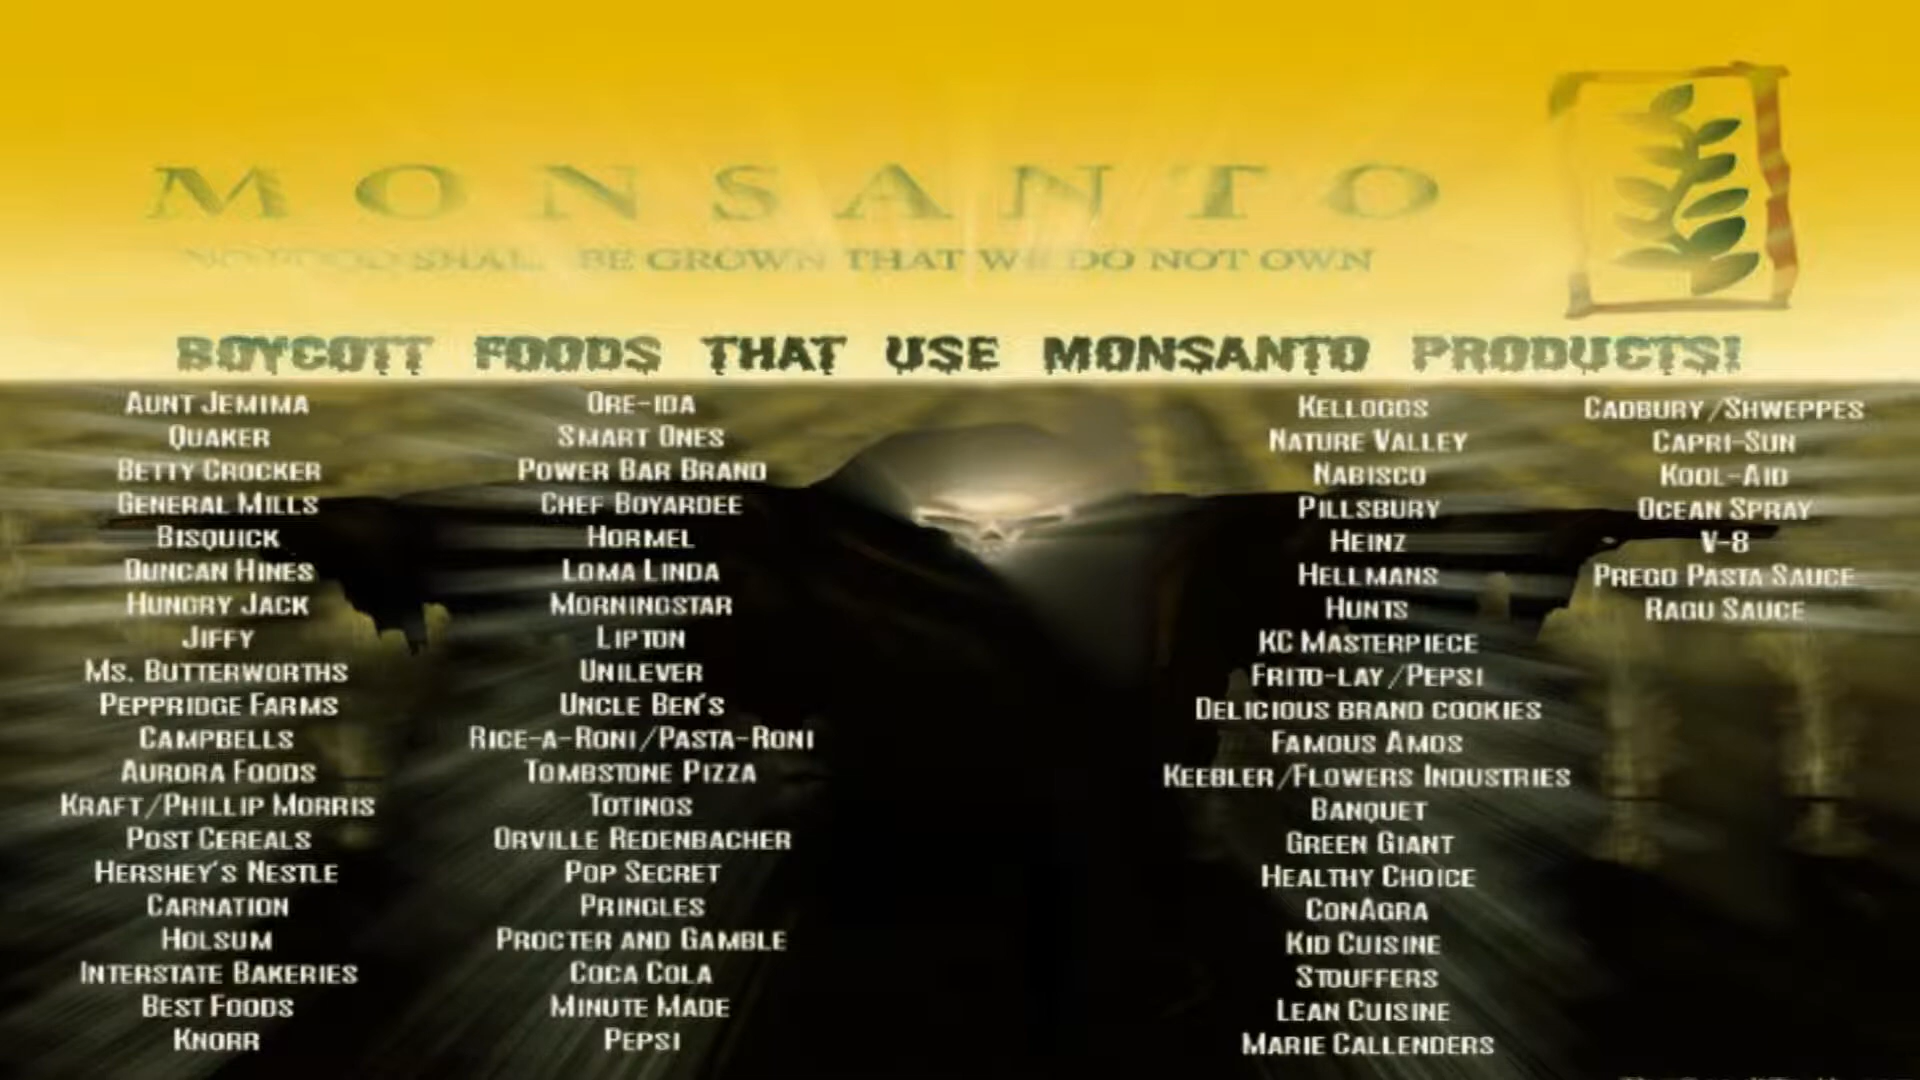 MONSANTO
NO FOOD SHALL BE GROWN THAT WE DO NOT OWN
BOYCOTT FOODS THAT USE MONSANTO PRODUCTS!
AUNT JEMIMA
QUAKER
BETTY CROCKER
GENERAL MILLS
BISQUICK
DUNCAN HINES
HUNGRY JACK
JIFFY
MS. BUTTERWORTHS
PEPPRIDGE FARMS
CAMPBELLS
AURORA FOODS
KRAFT/PHILLIP MORRIS
POST CEREALS
HERSHEY'S NESTLE
CARNATION
HOLSUM
INTERSTATE BAKERIES
BEST FOODS
KNORR
ORE-IDA
SMART ONES
POWER BAR BRAND
CHEF BOYARDEE
HORMEL
LOMA LINDA
MORNINGSTAR
LIPTON
UNILEVER
UNCLE BEN'S
RICE-A-RONI/PASTA-RONI
TOMBSTONE PIZZA
TOTINOS
ORVILLE REDENBACHER
POP SECRET
PRINGLES
PROCTER AND GAMBLE
COCA COLA
MINUTE MADE
PEPSI
KELLOGGS
NATURE VALLEY
NABISCO
PILLSBURY
HEINZ
HELLMANS
HUNTS
KC MASTERPIECE
FRITO-LAY/PEPSI
DELICIOUS BRAND COOKIES
FAMOUS AMOS
KEEBLER/FLOWERS INDUSTRIES
BANQUET
GREEN GIANT
HEALTHY CHOICE
CONAGRA
KID CUISINE
STOUFFERS
LEAN CUISINE
MARIE CALLENDERS
CADBURY/SHWEPPES
CAPRI-SUN
KOOL-AID
OCEAN SPRAY
V-8
PREGO PASTA SAUCE
RAGU SAUCE